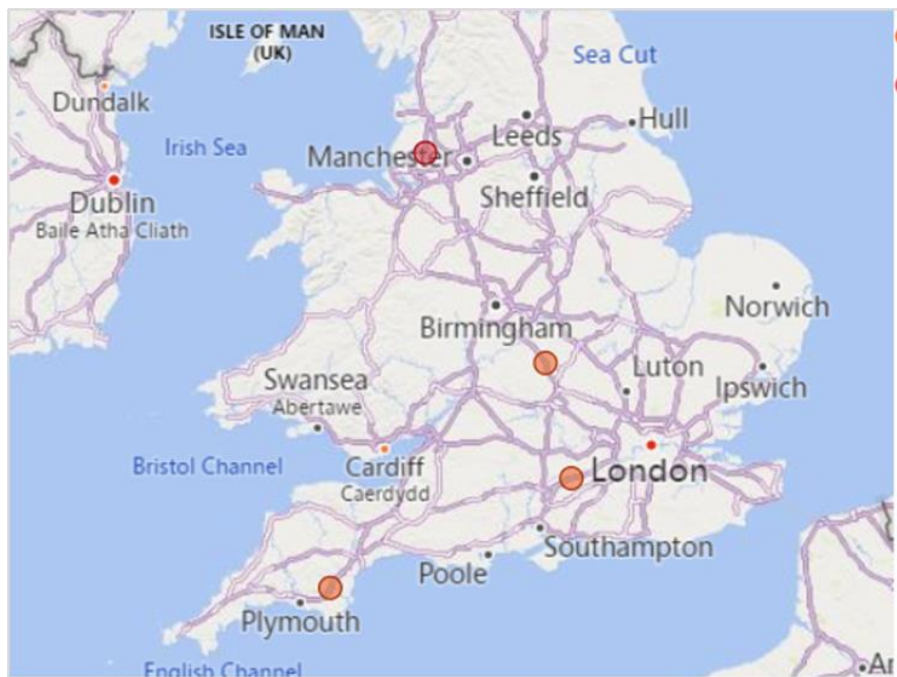 ISLE OF MAN
(UK)
Sea Cut
Dundalk
Hull
Leeds
Irish Sea
Manchester
Sheffield
Dublin
Baile Atha Cliath
Norwich
Birmingham
Luton
Ipswich
Swansea
Abertawe
Bristol Channel
Cardiff
Caerdydd
London
Southampton
Poole
Plymouth
English Channel